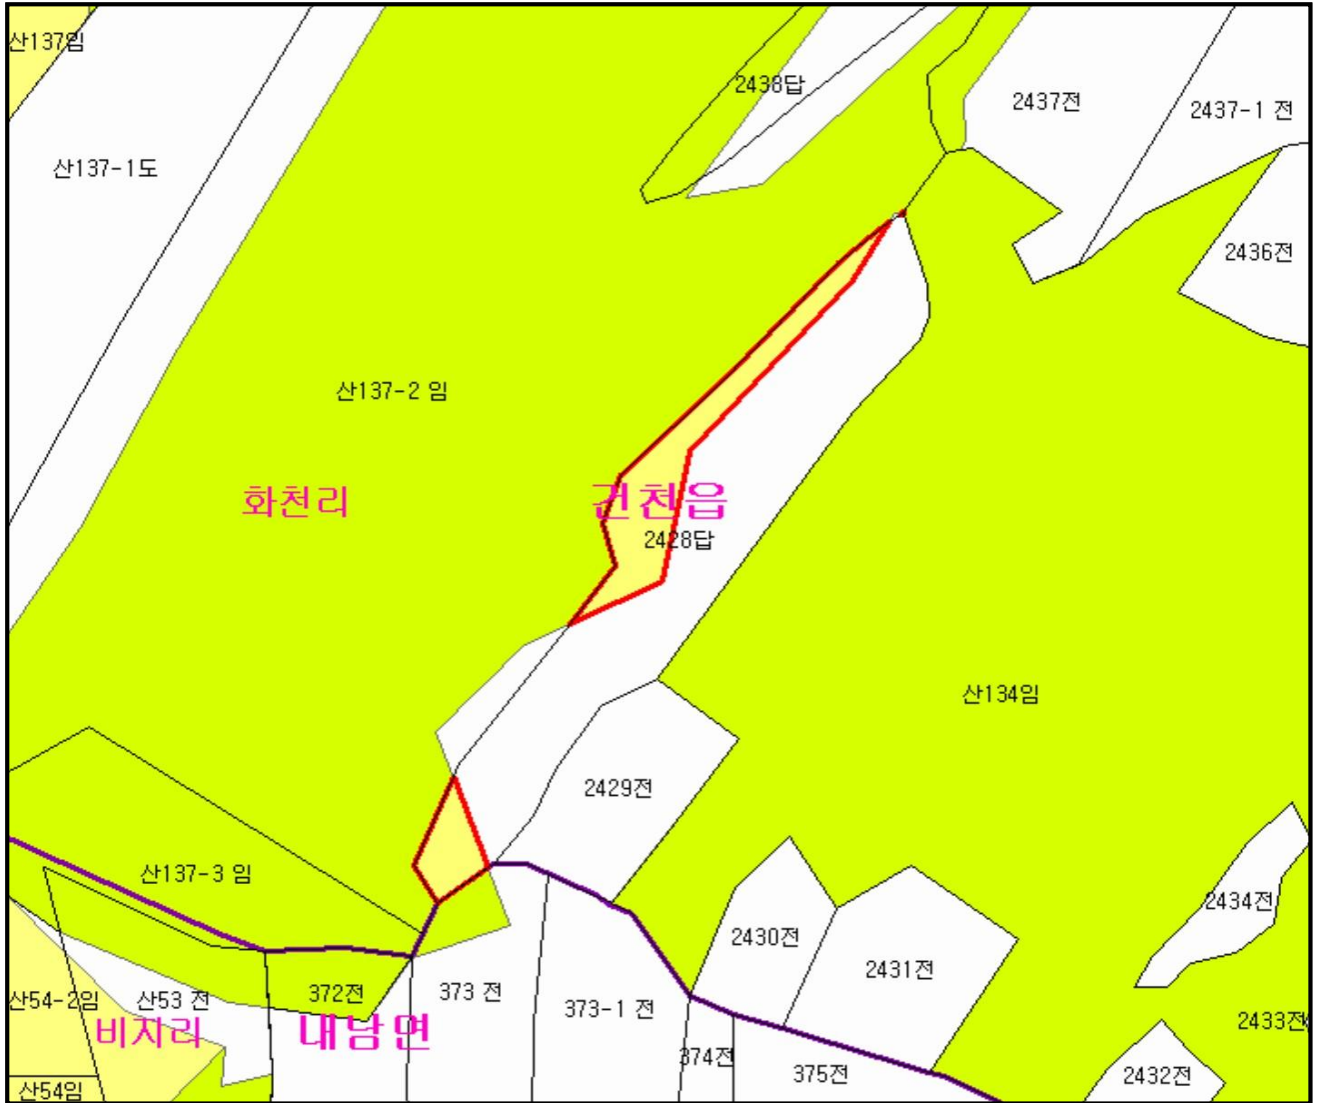 산137임
2438답
2437전
2437-1 전
산137-1도
2436전
산137-2 임
화천리
건천읍
2428답
산134임
2429전
산137-3 임
2434전
2430전
2431전
372전
373 전
산54-2임
산53 전
373-1 전
2433전
비지리
내남면
374전
375전
2432전
산54임